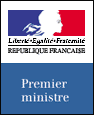 Liberté • Égalité • Fraternité
RÉPUBLIQUE FRANÇAISE
Premier
ministre